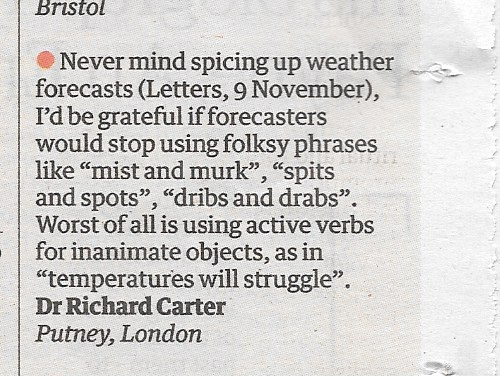 Bristol
Never mind spicing up weather
forecasts (Letters, 9 November),
I'd be grateful if forecasters
would stop using folksy phrases
like “mist and murk”, “spits
and spots”, “dribs and drabs”.
Worst of all is using active verbs
for inanimate objects, as in
“temperatures will struggle”.
Dr Richard Carter
Putney, London